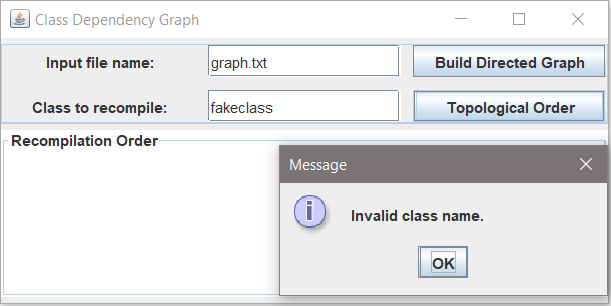 Class Dependency Graph
Input file name: graph.txt Build Directed Graph
Class to recompile: fakeclass Topological Order
Recompilation Order
Message
Invalid class name.
OK